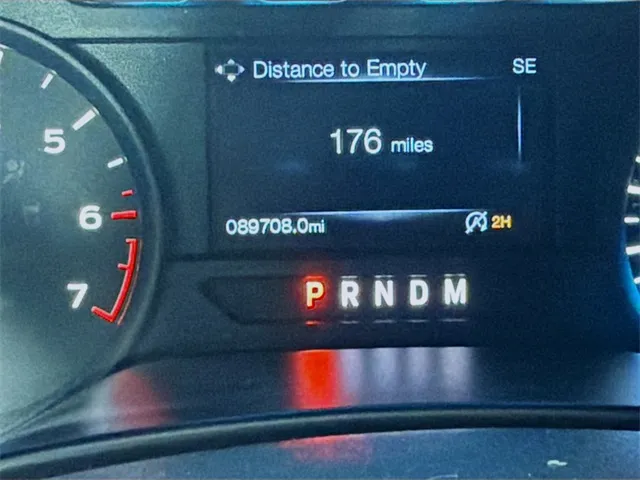 Distance to Empty SE
176 miles
089708.0mi 2H
P R N D M
5
6
7